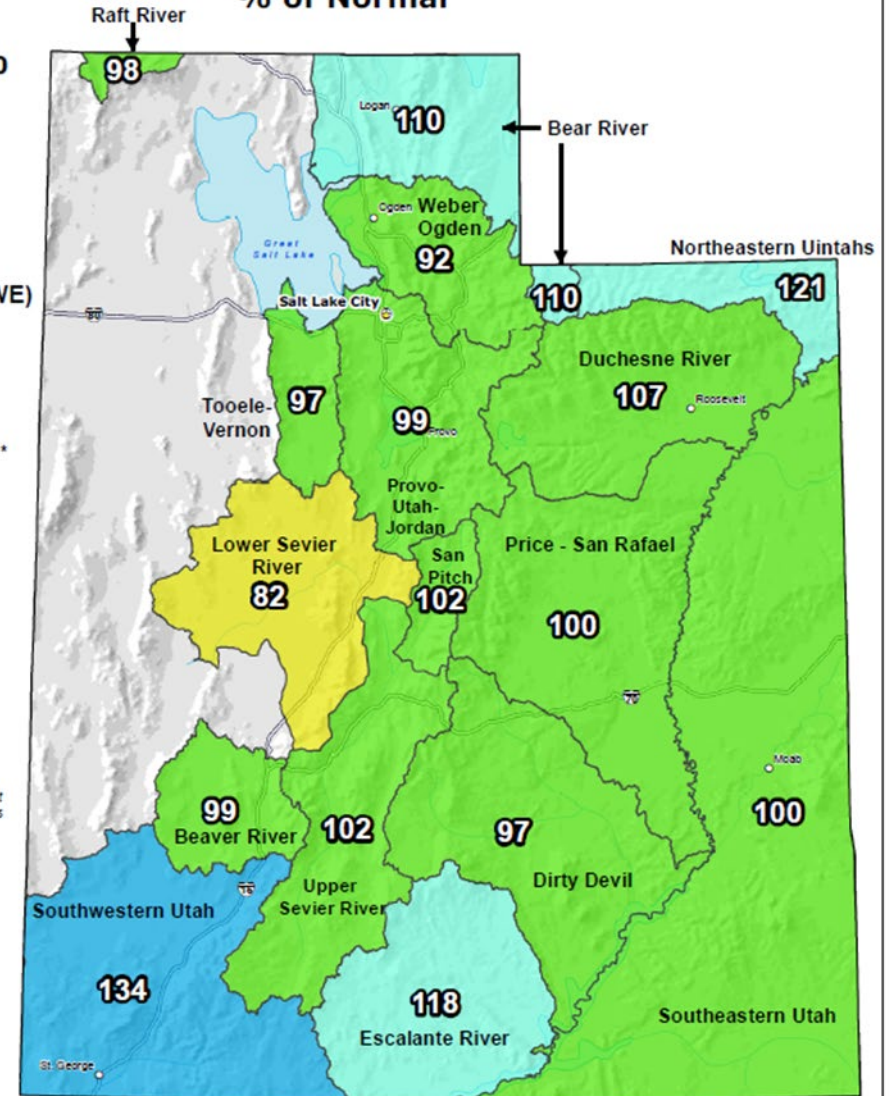 % of Normal
Raft River
98
Logan
110
Bear River
Ogden
Weber
Ogden
92
Great
Salt Lake
Northeastern Uintahs
110
121
WE)
80
Salt Lake City
Duchesne River
107
Roosevelt
Tooele-
Vernon
97
99
Provo
*
Provo-
Utah-
Jordan
Lower Sevier
River
82
San
Pitch
102
Price - San Rafael
100
70
Moab
100
99
Beaver River
102
97
Dirty Devil
Upper
Sevier River
15
Southwestern Utah
134
118
Escalante River
Southeastern Utah
St. George